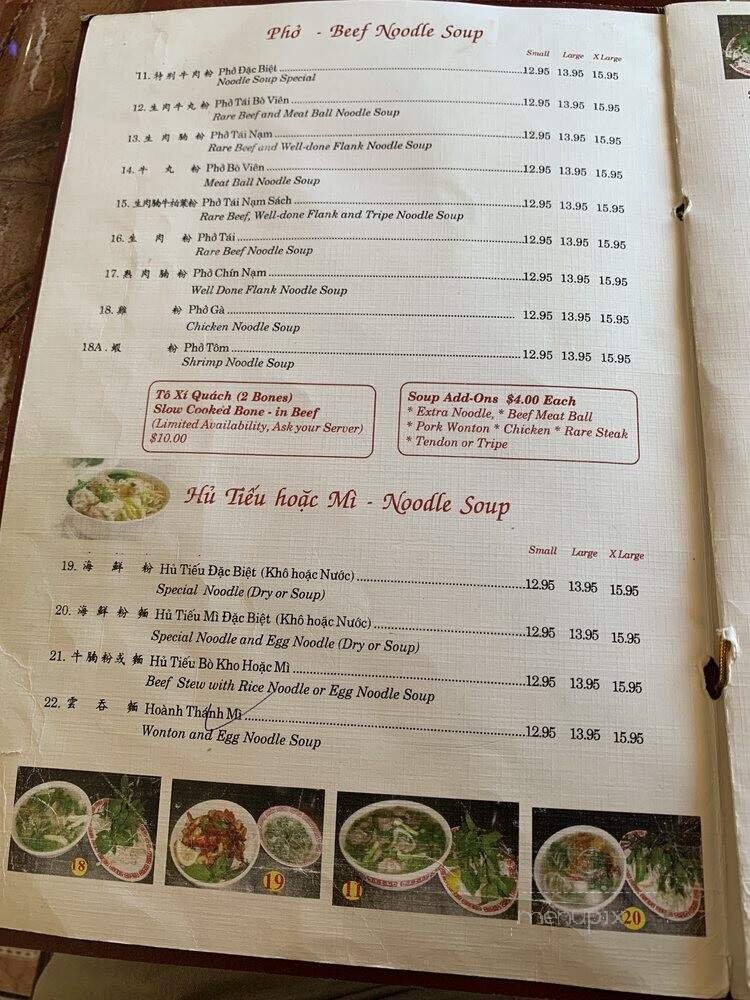 Phở - Beef Noodle Soup
Small Large X Large
11. 特別牛肉粉 Phở Đặc Biệt 12.95 13.95 15.95
Noodle Soup Special
12. 生肉牛丸粉 Phở Tái Bò Viên 12.95 13.95 15.95
Rare Beef and Meat Ball Noodle Soup
13. 生肉腩粉 Phở Tái Nạm 12.95 13.95 15.95
Rare Beef and Well-done Flank Noodle Soup
14. 牛丸粉 Phở Bò Viên 12.95 13.95 15.95
Meat Ball Noodle Soup
15. 生肉腩牛柏葉粉 Phở Tái Nạm Sách 12.95 13.95 15.95
Rare Beef, Well-done Flank and Tripe Noodle Soup
16. 生肉粉 Phở Tái 12.95 13.95 15.95
Rare Beef Noodle Soup
17. 熟肉腩粉 Phở Chín Nạm 12.95 13.95 15.95
Well Done Flank Noodle Soup
18. 雞粉 Phở Gà 12.95 13.95 15.95
Chicken Noodle Soup
18A. 蝦粉 Phở Tôm 12.95 13.95 15.95
Shrimp Noodle Soup
Tô Xí Quách (2 Bones)
Slow Cooked Bone - in Beef
(Limited Availability, Ask your Server)
$10.00
Soup Add-Ons $4.00 Each
* Extra Noodle, * Beef Meat Ball
* Pork Wonton * Chicken * Rare Steak
* Tendon or Tripe
Hủ Tiếu hoặc Mì - Noodle Soup
Small Large X Large
19. 海鮮粉 Hủ Tiếu Đặc Biệt (Khô hoặc Nước) 12.95 13.95 15.95
Special Noodle (Dry or Soup)
20. 海鮮粉麵 Hủ Tiếu Mì Đặc Biệt (Khô hoặc Nước) 12.95 13.95 15.95
Special Noodle and Egg Noodle (Dry or Soup)
21. 牛腩粉或麵 Hủ Tiếu Bò Kho Hoặc Mì 12.95 13.95 15.95
Beef Stew with Rice Noodle or Egg Noodle Soup
22. 雲吞麵 Hoành Thánh Mì 12.95 13.95 15.95
Wonton and Egg Noodle Soup
18 19 11 20
menupix